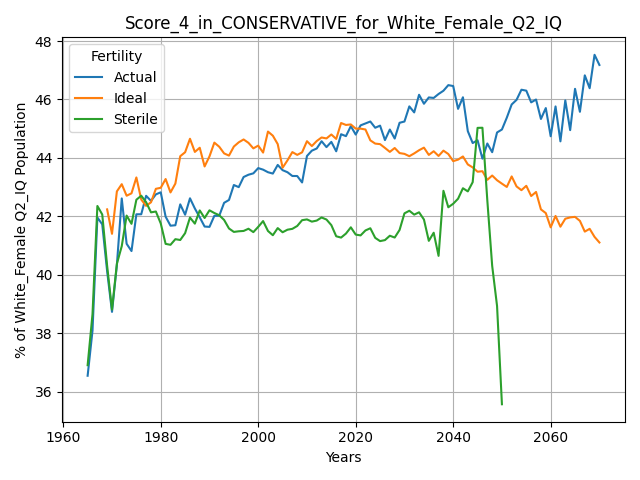 Score_4_in_CONSERVATIVE_for_White_Female_Q2_IQ
% of White_Female Q2_IQ Population
48
46
44
42
40
38
36
Fertility
Actual
Ideal
Sterile
1960 1980 2000 2020 2040 2060
Years